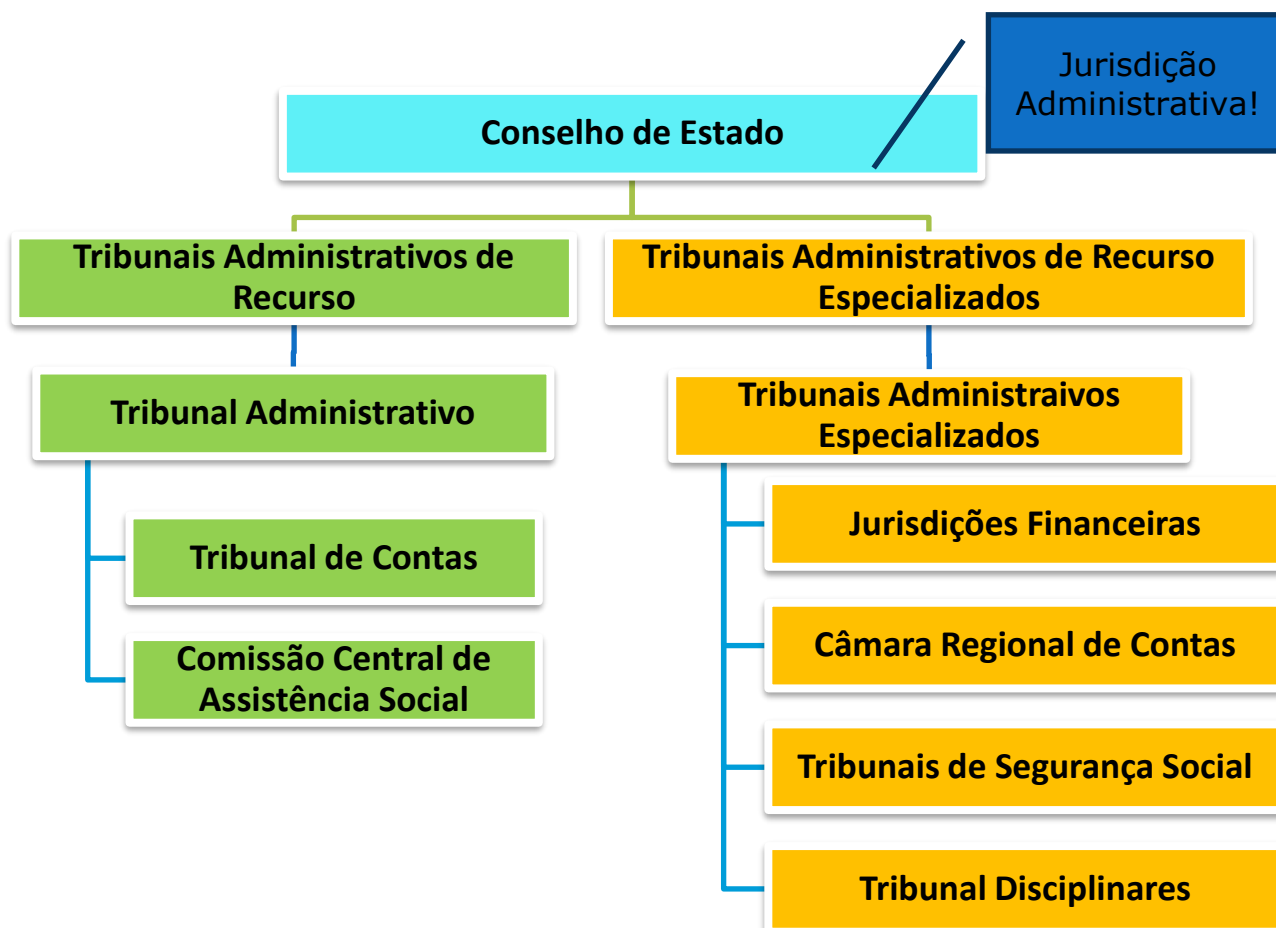 Jurisdição
Administrativa!
Conselho de Estado
Tribunais Administrativos de
Recurso
Tribunais Administrativos de Recurso
Especializados
Tribunal Administrativo
Tribunais Administraivos
Especializados
Tribunal de Contas
Comissão Central de
Assistência Social
Jurisdições Financeiras
Câmara Regional de Contas
Tribunais de Segurança Social
Tribunal Disciplinares